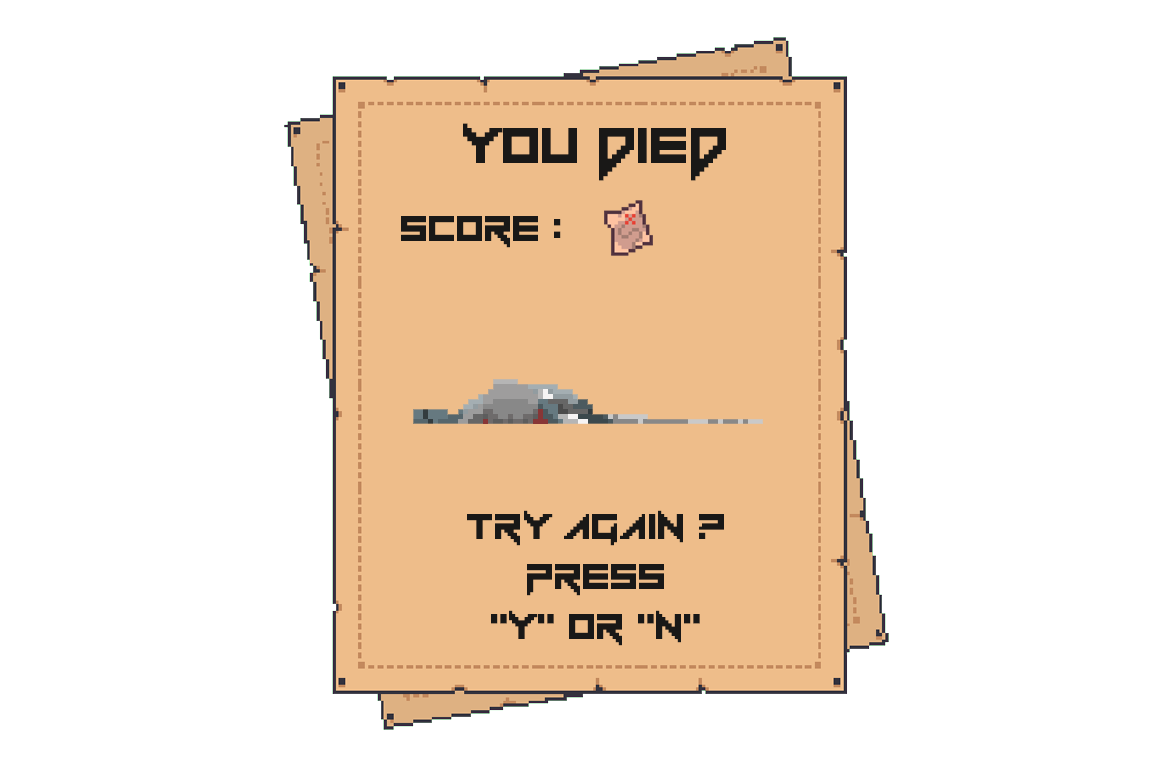 YOU DIED
SCORE :
TRY AGAIN ?
PRESS
"Y" OR "N"